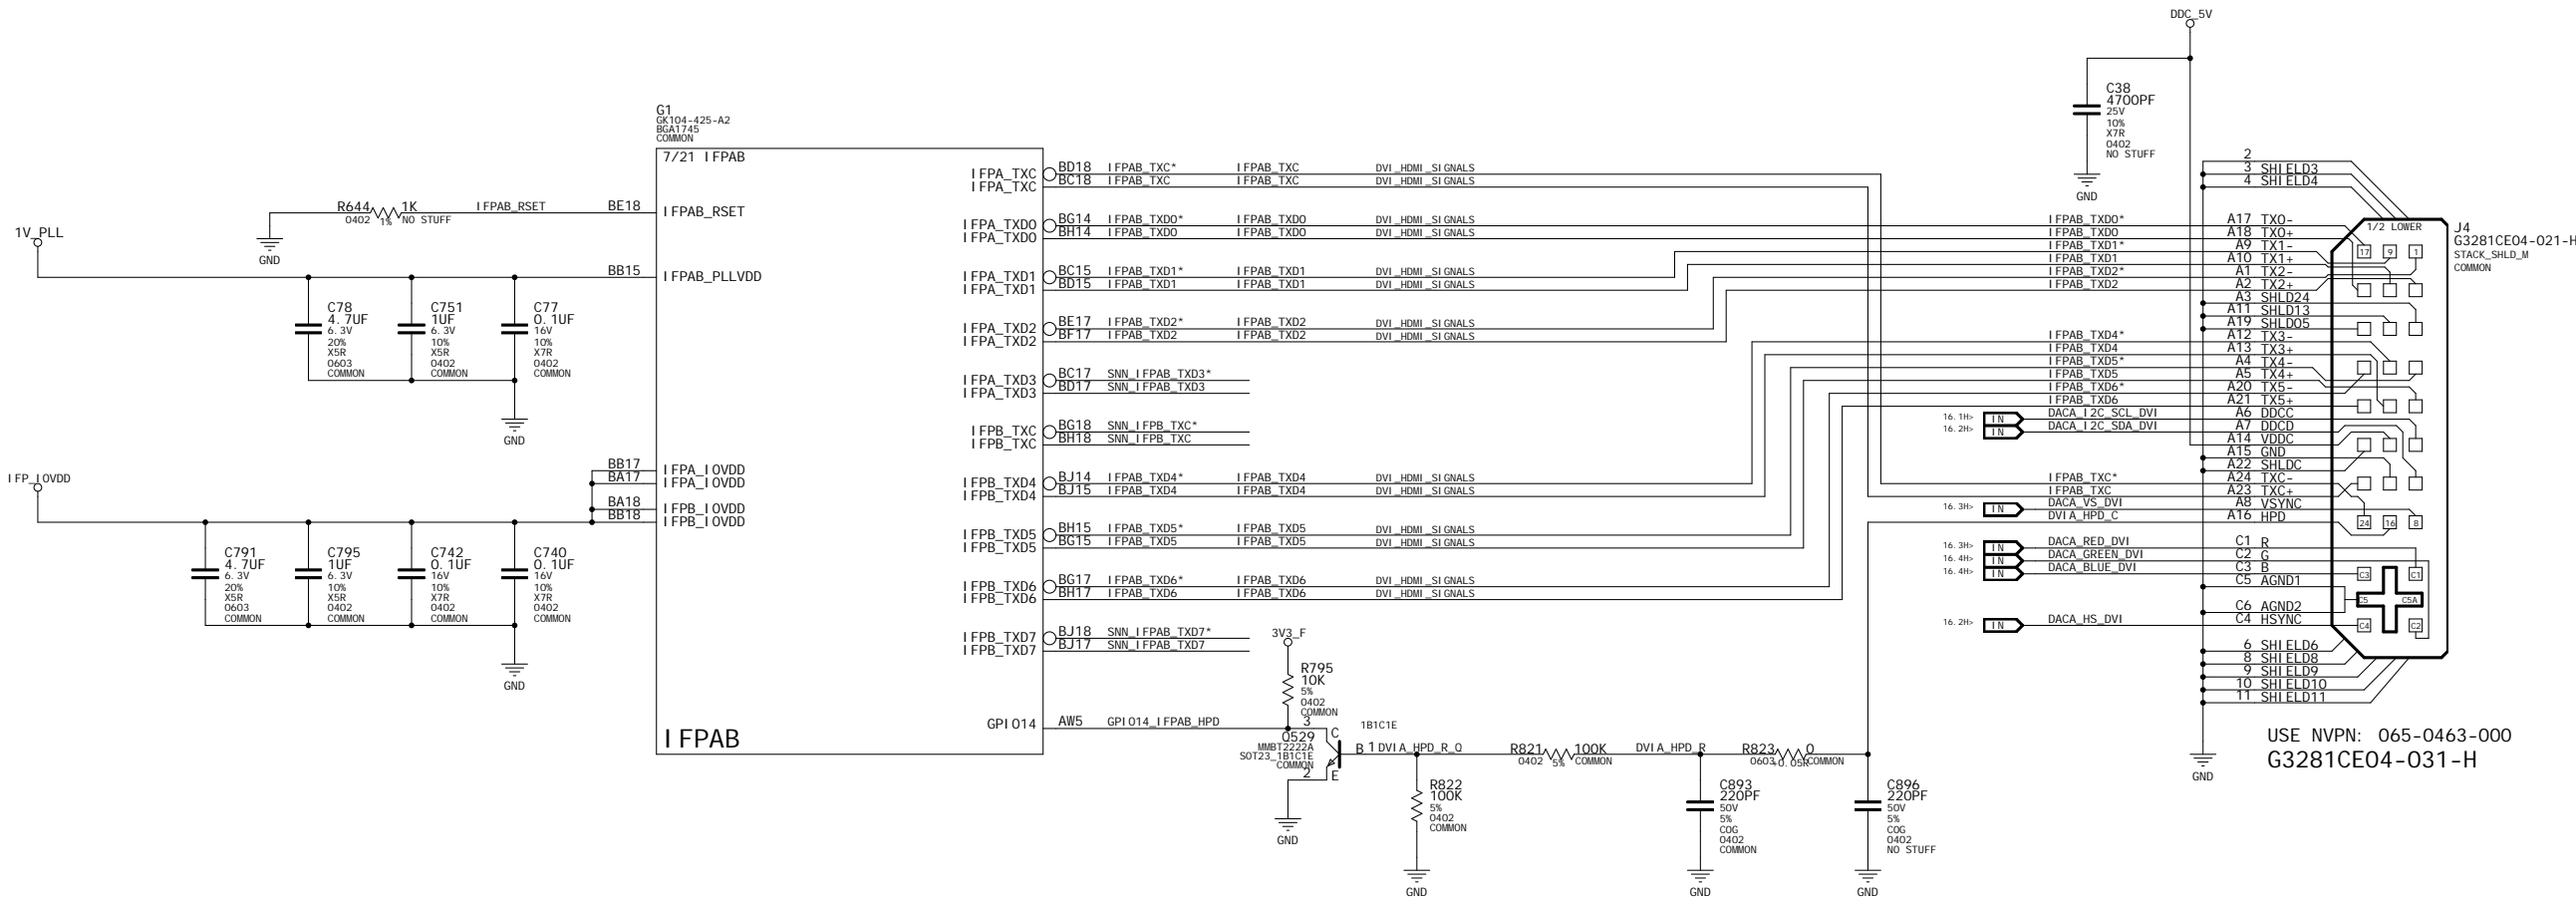 DDC_5V
C38
4700PF
25V
10%
X7R
0402
NO STUFF
GND
G1
GK104-425-A2
BGA1745
COMMON
7/21 IFPAB
IFPAB_RSET
IFPAB_PLLVDD
IFPA_IOVDD
IFPA_IOVDD
IFPB_IOVDD
IFPB_IOVDD
IFPAB
R644
1K
0402
1%
NO STUFF
IFPAB_RSET
BE18
GND
1V_PLL
BB15
C78
4.7UF
6.3V
20%
X5R
0603
COMMON
C751
1UF
6.3V
10%
X5R
0402
COMMON
C77
0.1UF
16V
10%
X7R
0402
COMMON
GND
IFP_IOVDD
BB17
BA17
BA18
BB18
C791
4.7UF
6.3V
20%
X5R
0603
COMMON
C795
1UF
6.3V
10%
X5R
0402
COMMON
C742
0.1UF
16V
10%
X7R
0402
COMMON
C740
0.1UF
16V
10%
X7R
0402
COMMON
GND
IFPA_TXC BD18 IFPAB_TXC* IFPAB_TXC DVI_HDMI_SIGNALS
IFPA_TXC BC18 IFPAB_TXC IFPAB_TXC DVI_HDMI_SIGNALS
IFPA_TXD0 BG14 IFPAB_TXD0* IFPAB_TXD0 DVI_HDMI_SIGNALS
IFPA_TXD0 BH14 IFPAB_TXD0 IFPAB_TXD0 DVI_HDMI_SIGNALS
IFPA_TXD1 BC15 IFPAB_TXD1* IFPAB_TXD1 DVI_HDMI_SIGNALS
IFPA_TXD1 BD15 IFPAB_TXD1 IFPAB_TXD1 DVI_HDMI_SIGNALS
IFPA_TXD2 BE17 IFPAB_TXD2* IFPAB_TXD2 DVI_HDMI_SIGNALS
IFPA_TXD2 BF17 IFPAB_TXD2 IFPAB_TXD2 DVI_HDMI_SIGNALS
IFPA_TXD3 BC17 SNN_IFPAB_TXD3*
IFPA_TXD3 BD17 SNN_IFPAB_TXD3
IFPB_TXC BG18 SNN_IFPB_TXC*
IFPB_TXC BH18 SNN_IFPB_TXC
IFPB_TXD4 BJ14 IFPAB_TXD4* IFPAB_TXD4 DVI_HDMI_SIGNALS
IFPB_TXD4 BJ15 IFPAB_TXD4 IFPAB_TXD4 DVI_HDMI_SIGNALS
IFPB_TXD5 BH15 IFPAB_TXD5* IFPAB_TXD5 DVI_HDMI_SIGNALS
IFPB_TXD5 BG15 IFPAB_TXD5 IFPAB_TXD5 DVI_HDMI_SIGNALS
IFPB_TXD6 BG17 IFPAB_TXD6* IFPAB_TXD6 DVI_HDMI_SIGNALS
IFPB_TXD6 BH17 IFPAB_TXD6 IFPAB_TXD6 DVI_HDMI_SIGNALS
IFPB_TXD7 BJ18 SNN_IFPAB_TXD7*
IFPB_TXD7 BJ17 SNN_IFPAB_TXD7
GPIO14 AW5 GPIO14_IFPAB_HPD
3V3_F
R795
10K
5%
0402
COMMON
3
1B1C1E
C
Q529
MMBT2222A
SOT23_1B1C1E
COMMON
2
E
B 1 DVIA_HPD_R_Q
GND
R822
100K
5%
0402
COMMON
GND
R821
100K
0402
5%
COMMON
DVIA_HPD_R
R823
0
0603
+0.05R
COMMON
C893
220PF
50V
5%
COG
0402
COMMON
GND
C896
220PF
50V
5%
COG
0402
NO STUFF
GND
2
3 SHIELD3
4 SHIELD4
IFPAB_TXD0* A17 TX0-
IFPAB_TXD0 A18 TX0+
IFPAB_TXD1* A9 TX1-
IFPAB_TXD1 A10 TX1+
IFPAB_TXD2* A1 TX2-
IFPAB_TXD2 A2 TX2+
A3 SHLD24
A11 SHLD13
A19 SHLD05
IFPAB_TXD4* A12 TX3-
IFPAB_TXD4 A13 TX3+
IFPAB_TXD5* A4 TX4-
IFPAB_TXD5 A5 TX4+
IFPAB_TXD6* A20 TX5-
IFPAB_TXD6 A21 TX5+
16.1H> IN DACA_I2C_SCL_DVI A6 DDCC
16.2H> IN DACA_I2C_SDA_DVI A7 DDCD
A14 VDDC
A15 GND
A22 SHLDC
IFPAB_TXC* A24 TXC-
IFPAB_TXC A23 TXC+
16.3H> IN DACA_VS_DVI A8 VSYNC
DVIA_HPD_C A16 HPD
16.3H> IN DACA_RED_DVI C1 R
16.4H> IN DACA_GREEN_DVI C2 G
16.4H> IN DACA_BLUE_DVI C3 B
C5 AGND1
C6 AGND2
16.2H> IN DACA_HS_DVI C4 HSYNC
6 SHIELD6
8 SHIELD8
9 SHIELD9
10 SHIELD10
11 SHIELD11
GND
1/2 LOWER
17 9 1
24 16 8
C3 C1
C5 C5A
C4 C2
J4
G3281CE04-021-H
STACK_SHLD_M
COMMON
USE NVPN: 065-0463-000
G3281CE04-031-H